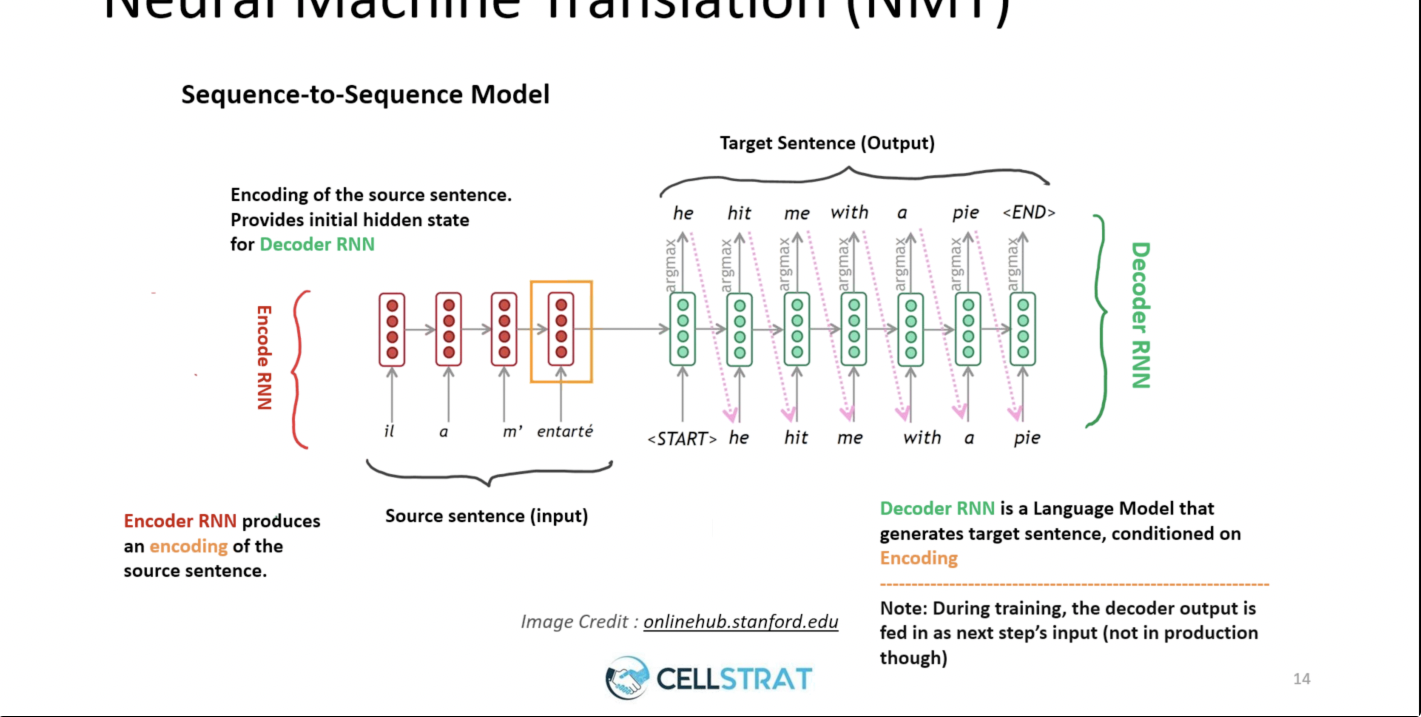 Neural Machine Translation (NMT)
Sequence-to-Sequence Model
Target Sentence (Output)
Encoding of the source sentence.
Provides initial hidden state
for Decoder RNN
he hit me with a pie <END>
argmax argmax argmax argmax argmax argmax argmax
Encode RNN
Decoder RNN
il a m' entarté
<START> he hit me with a pie
Source sentence (input)
Encoder RNN produces
an encoding of the
source sentence.
Decoder RNN is a Language Model that
generates target sentence, conditioned on
Encoding
Note: During training, the decoder output is
fed in as next step's input (not in production
though)
Image Credit : onlinehub.stanford.edu
CELLSTRAT
14